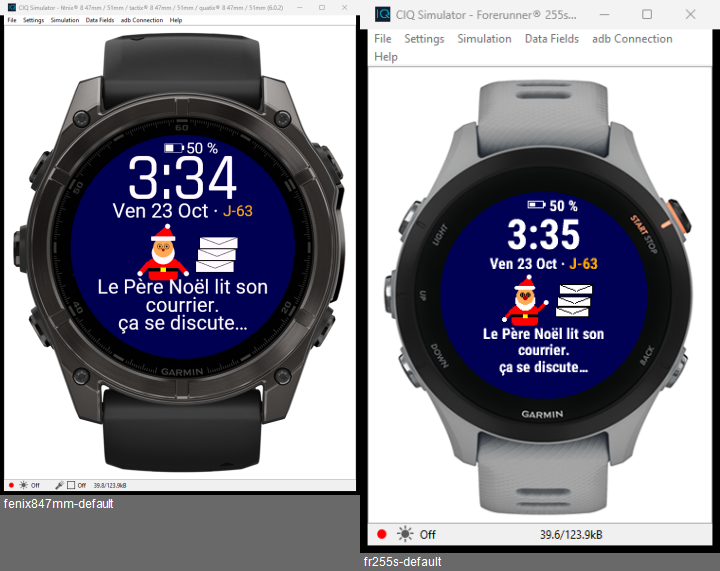 CIQ Simulator - fēnix® 8 47mm / 51mm / tactix® 8 47mm / 51mm / quatix® 8 47mm / 51mm (6.0.2)
File Settings Simulation Data Fields adb Connection Help
60
50 %
3:34
Ven 23 Oct · J-63
Le Père Noël lit son
courrier.
ça se discute...
40
20
GARMIN
Off Off 39.8/123.9kB
fenix847mm-default
CIQ Simulator - Forerunner® 255s...
File Settings Simulation Data Fields adb Connection
Help
LIGHT
START STOP
UP
DOWN
BACK
50 %
3:35
Ven 23 Oct · J-63
Le Père Noël lit son
courrier.
ça se discute...
GARMIN
Off 39.6/123.9kB
fr255s-default